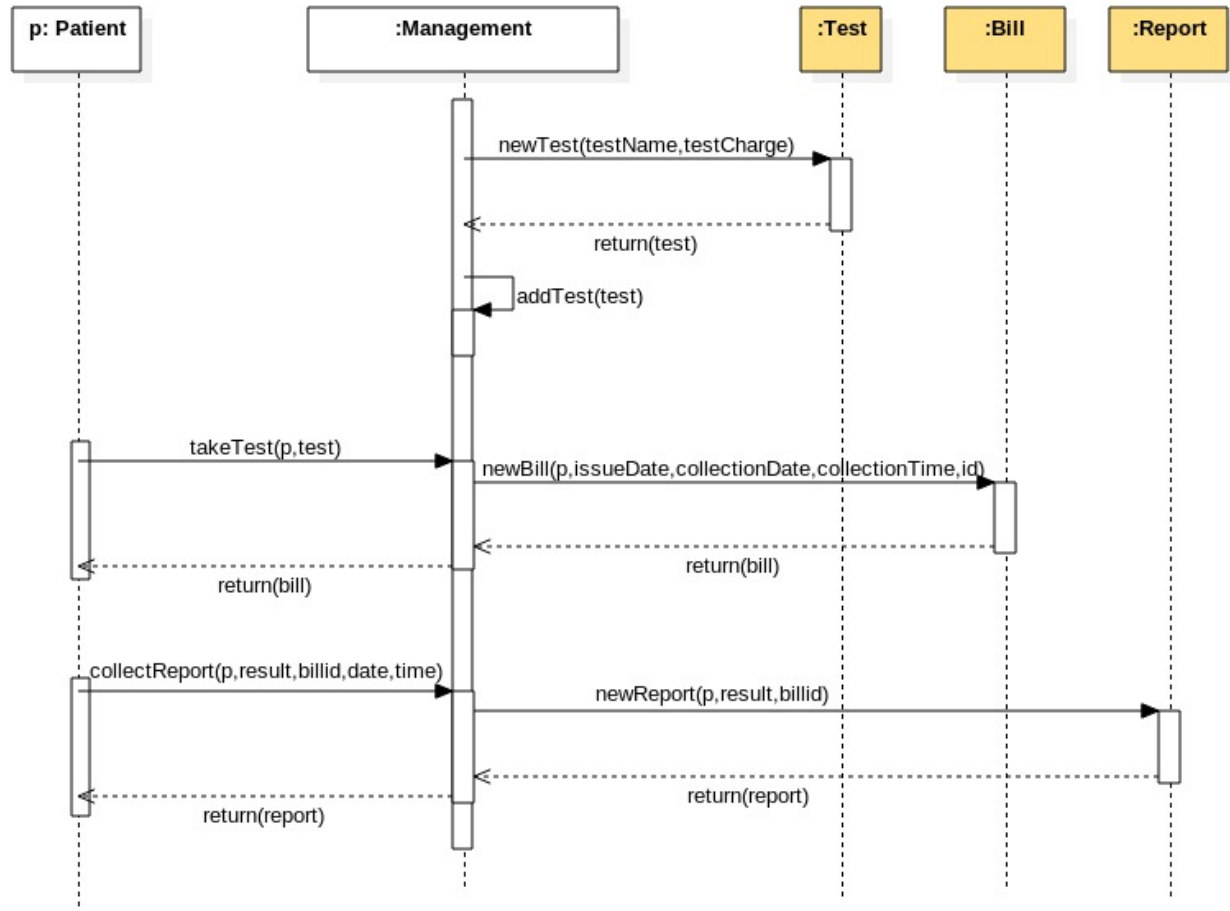 p: Patient
:Management
:Test
:Bill
:Report
newTest(testName,testCharge)
return(test)
addTest(test)
takeTest(p,test)
newBill(p,issueDate,collectionDate,collectionTime,id)
return(bill)
return(bill)
collectReport(p,result,billid,date,time)
newReport(p,result,billid)
return(report)
return(report)